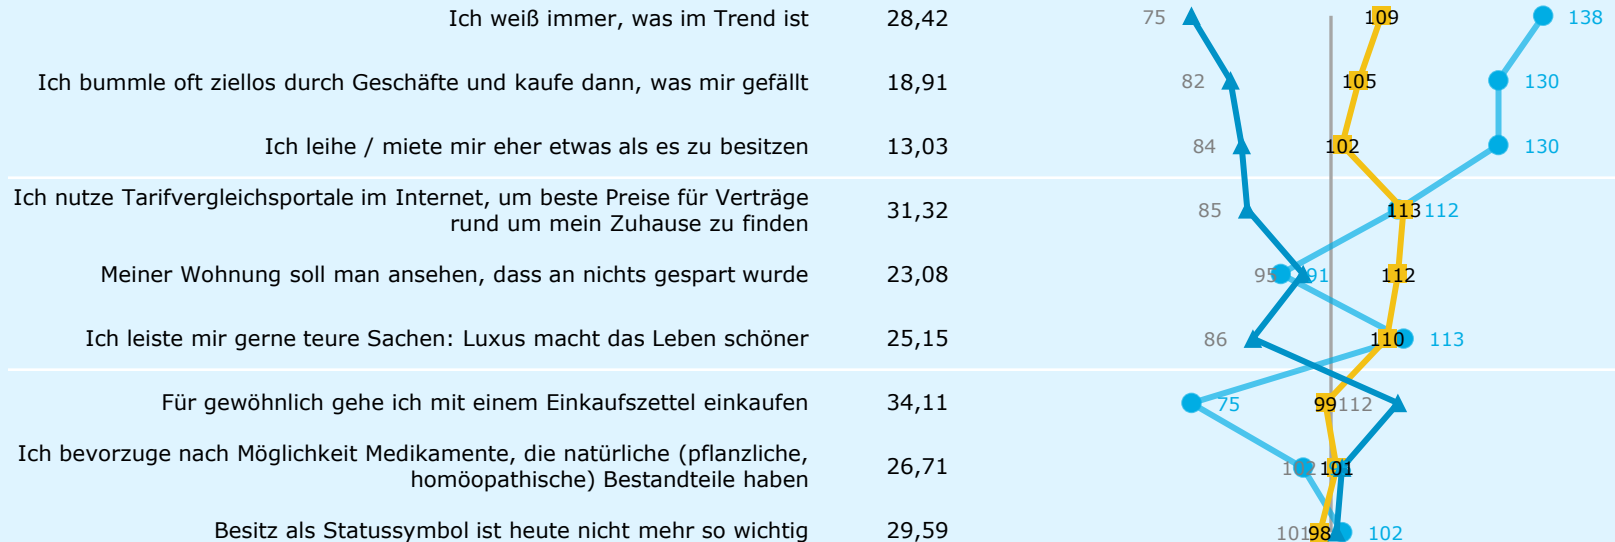 Ich weiß immer, was im Trend ist 28,42 75 109 138
Ich bummle oft ziellos durch Geschäfte und kaufe dann, was mir gefällt 18,91 82 105 130
Ich leihe / miete mir eher etwas als es zu besitzen 13,03 84 102 130
Ich nutze Tarifvergleichsportale im Internet, um beste Preise für Verträge
rund um mein Zuhause zu finden 31,32 85 113 112
Meiner Wohnung soll man ansehen, dass an nichts gespart wurde 23,08 95 91 112
Ich leiste mir gerne teure Sachen: Luxus macht das Leben schöner 25,15 86 110 113
Für gewöhnlich gehe ich mit einem Einkaufszettel einkaufen 34,11 75 99 112
Ich bevorzuge nach Möglichkeit Medikamente, die natürliche (pflanzliche,
homöopathische) Bestandteile haben 26,71 102 101
Besitz als Statussymbol ist heute nicht mehr so wichtig 29,59 101 98 102